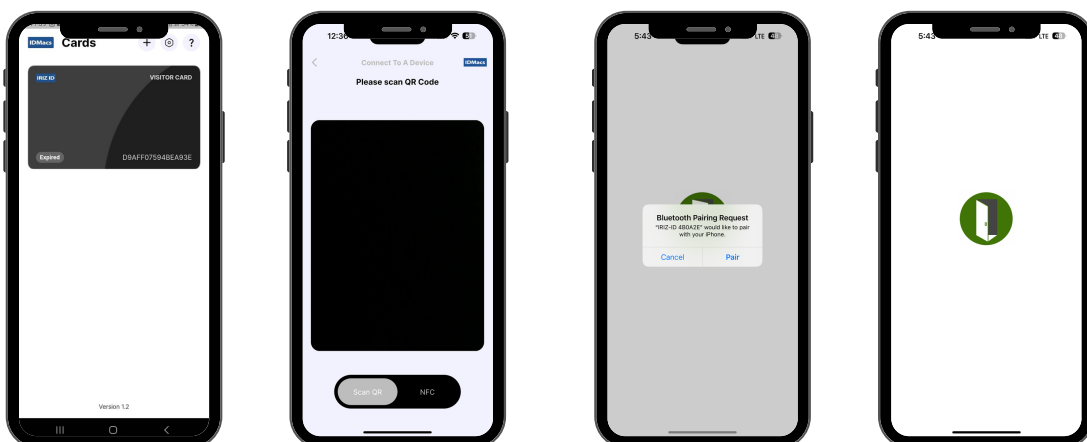 IDMacs Cards + ?
IRIZ ID VISITOR CARD
Expired D9AFF07594BEA93E
Version 1.2
12:36
Connect To A Device IDMacs
Please scan QR Code
Scan QR NFC
5:43 LTE
Bluetooth Pairing Request
"IRIZ-ID 4B0A2E" would like to pair
with your iPhone.
Cancel Pair
5:43 LTE